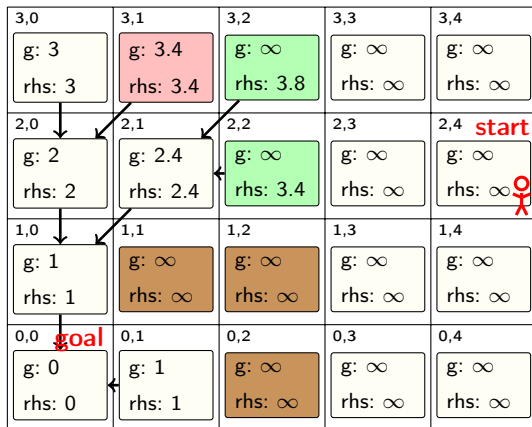 3,0 3,1 3,2 3,3 3,4
g: 3 g: 3.4 g: ∞ g: ∞ g: ∞
rhs: 3 rhs: 3.4 rhs: 3.8 rhs: ∞ rhs: ∞
2,0 2,1 2,2 2,3 2,4 start
g: 2 g: 2.4 g: ∞ g: ∞ g: ∞
rhs: 2 rhs: 2.4 rhs: 3.4 rhs: ∞ rhs: ∞
1,0 1,1 1,2 1,3 1,4
g: 1 g: ∞ g: ∞ g: ∞ g: ∞
rhs: 1 rhs: ∞ rhs: ∞ rhs: ∞ rhs: ∞
0,0 goal 0,1 0,2 0,3 0,4
g: 0 g: 1 g: ∞ g: ∞ g: ∞
rhs: 0 rhs: 1 rhs: ∞ rhs: ∞ rhs: ∞